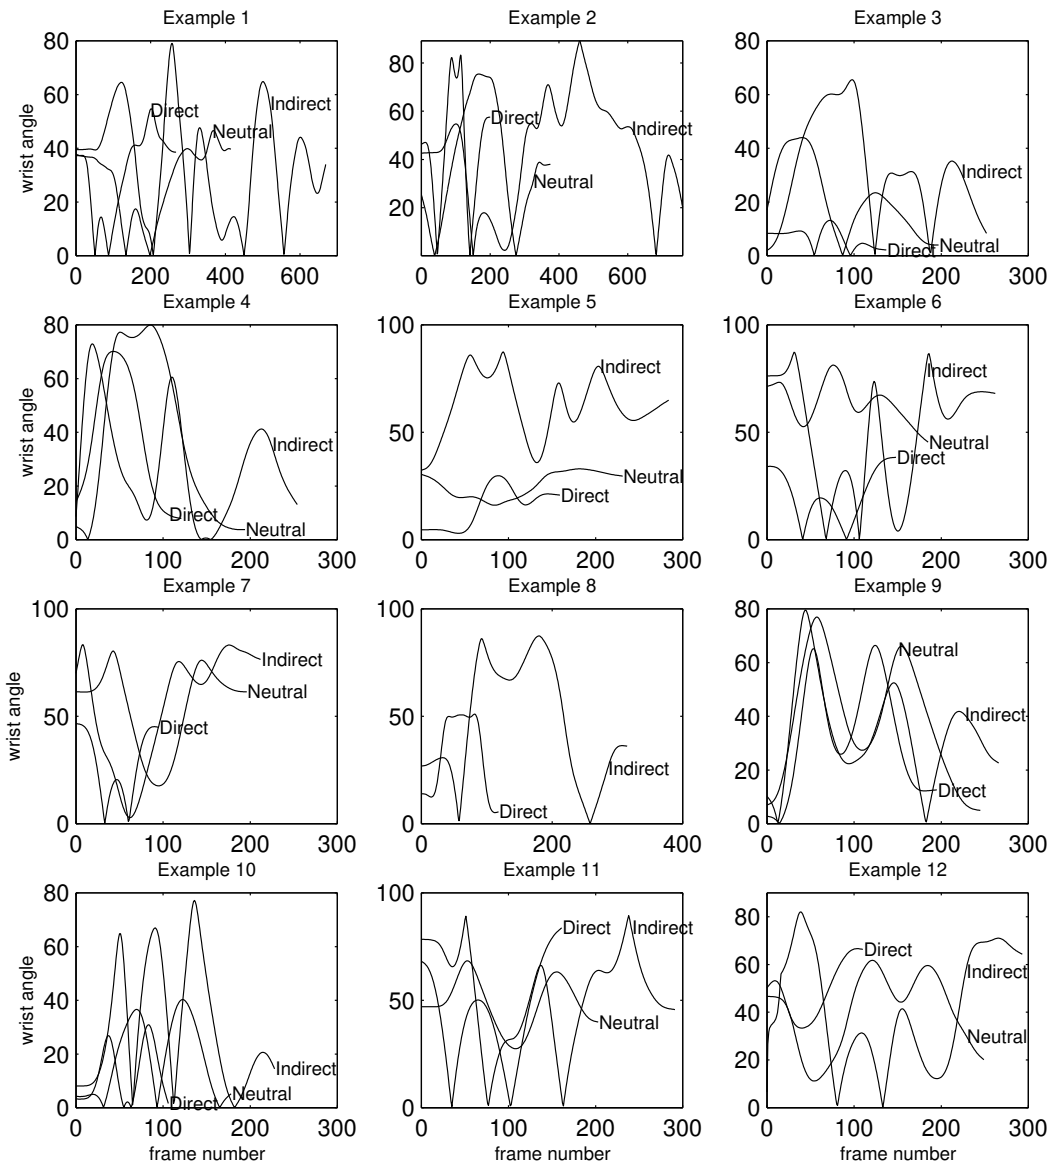 Example 1
Example 2
Example 3
wrist angle
80
60
40
20
0
0 200 400 600
Direct
Neutral
Indirect
80
60
40
20
0 200 400 600
Direct
Neutral
Indirect
80
60
40
20
0
0 100 200 300
Indirect
Direct
Neutral
Example 4
Example 5
Example 6
wrist angle
80
60
40
20
0
0 100 200 300
Indirect
Direct
Neutral
100
50
0
0 100 200 300
Indirect
Neutral
Direct
100
50
0
0 100 200 300
Indirect
Neutral
Direct
Example 7
Example 8
Example 9
wrist angle
100
50
0
0 100 200 300
Indirect
Neutral
Direct
100
50
0
0 100 200 300 400
Indirect
Direct
80
60
40
20
0
0 100 200 300
Neutral
Indirect
Direct
Example 10
Example 11
Example 12
wrist angle
80
60
40
20
0
0 100 200 300
Indirect
Neutral
Direct
frame number
100
50
0
0 100 200 300
Direct
Indirect
Neutral
frame number
80
60
40
20
0
0 100 200 300
Direct
Indirect
Neutral
frame number